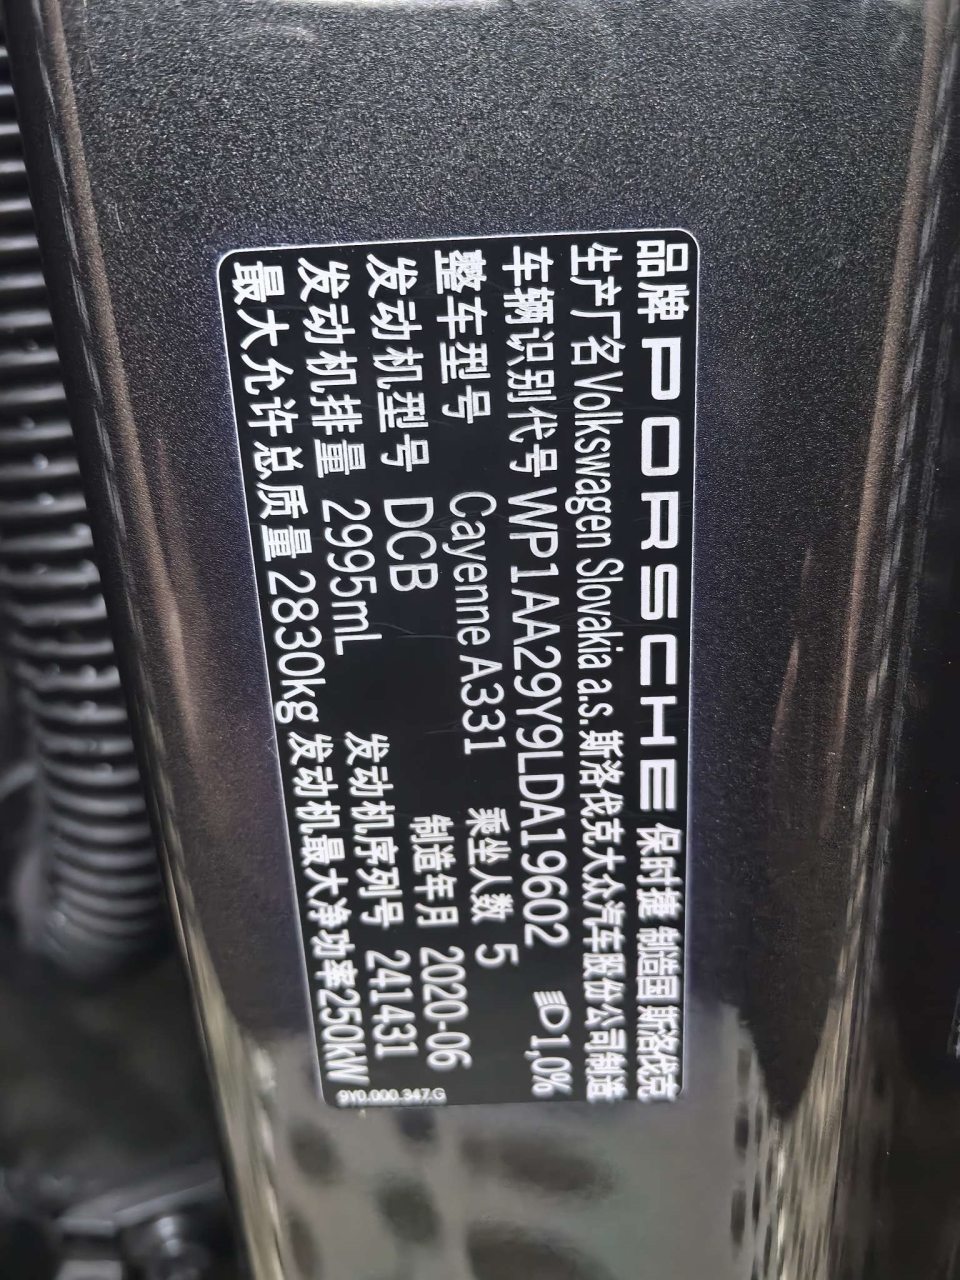 品牌 PORSCHE 保时捷 制造国 斯洛伐克
生产厂名 Volkswagen Slovakia a.s.斯洛伐克大众汽车股份公司制造
车辆识别代号 WP1AA29Y9LDA19602 1,0%
整车型号 Cayenne A331 乘坐人数 5
发动机型号 DCB 制造年月 2020-06
发动机排量 2995mL 发动机序列号 241431
最大允许总质量 2830kg 发动机最大净功率250kW
9Y0.000.347.G